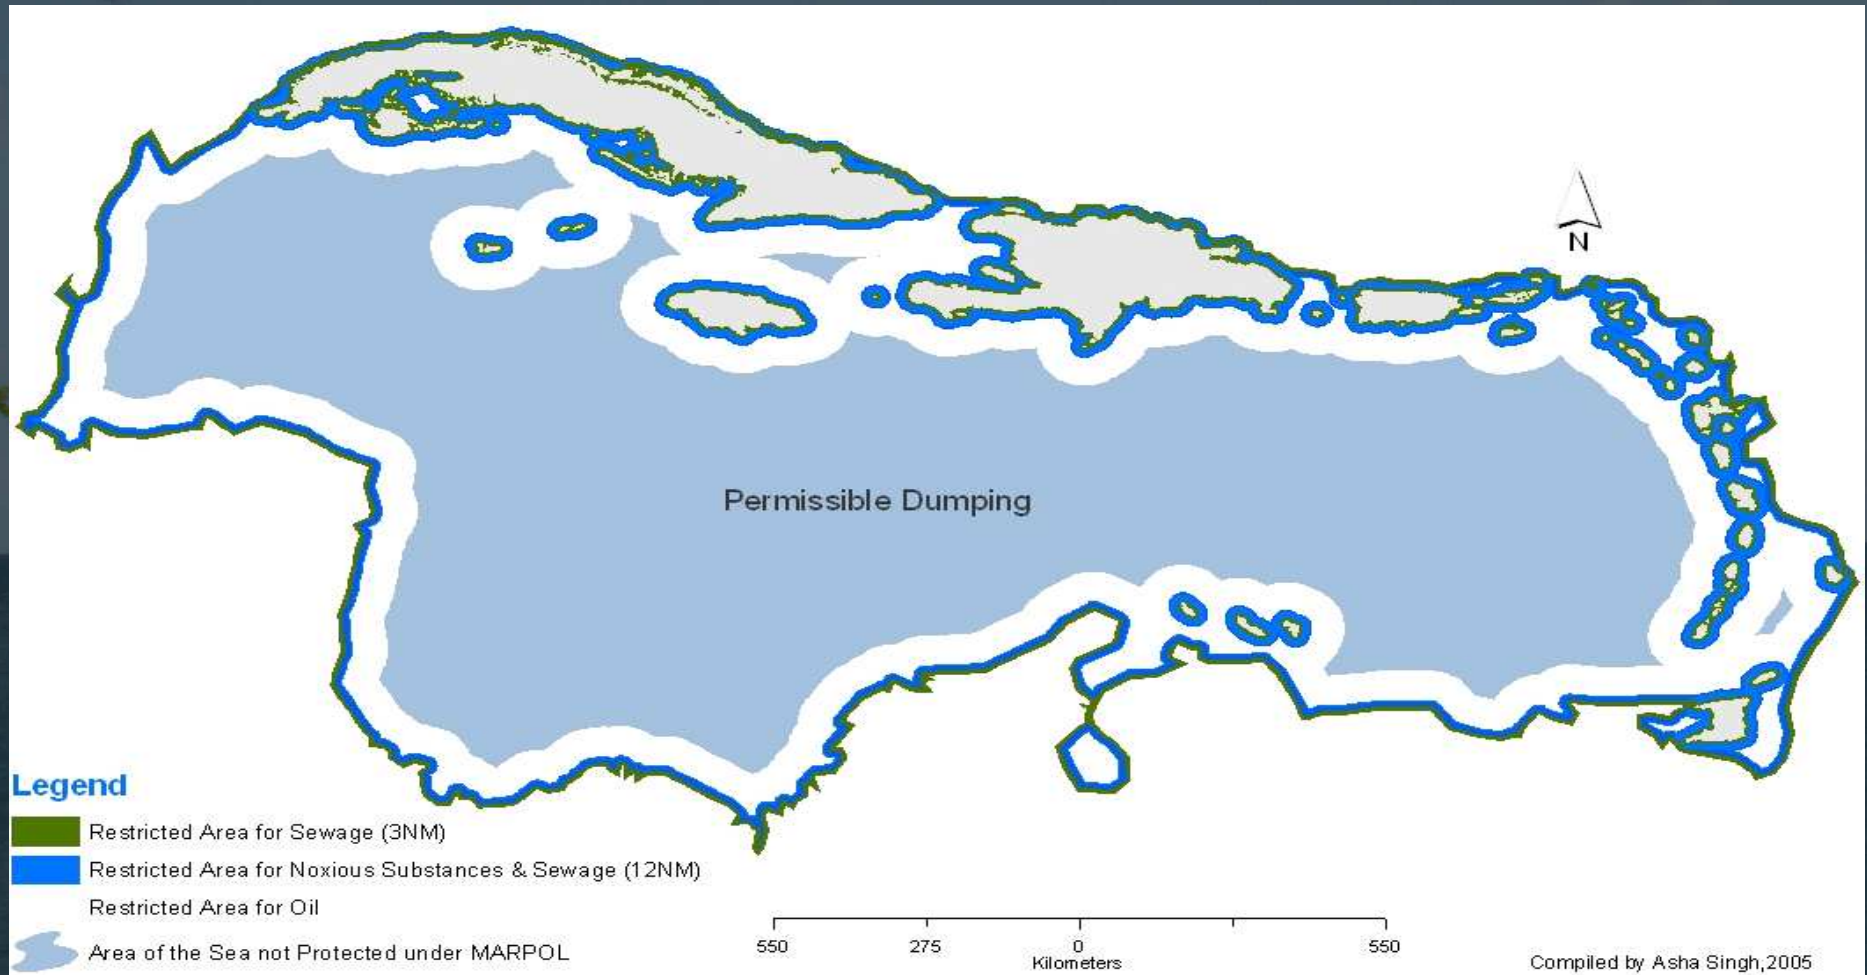 N
Permissible Dumping
Legend
Restricted Area for Sewage (3NM)
Restricted Area for Noxious Substances & Sewage (12NM)
Restricted Area for Oil
Area of the Sea not Protected under MARPOL
550 275 0 550
Kilometers
Compiled by Asha Singh,2005